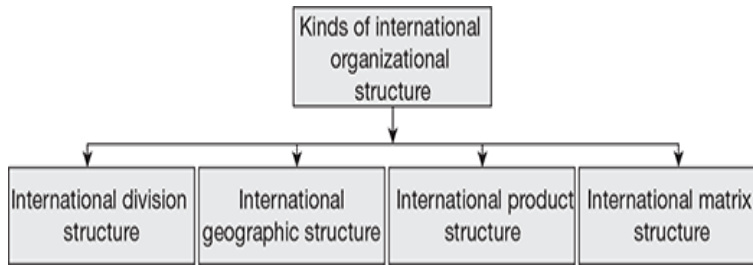 Kinds of international
organizational
structure
International division
structure
International
geographic structure
International product
structure
International matrix
structure